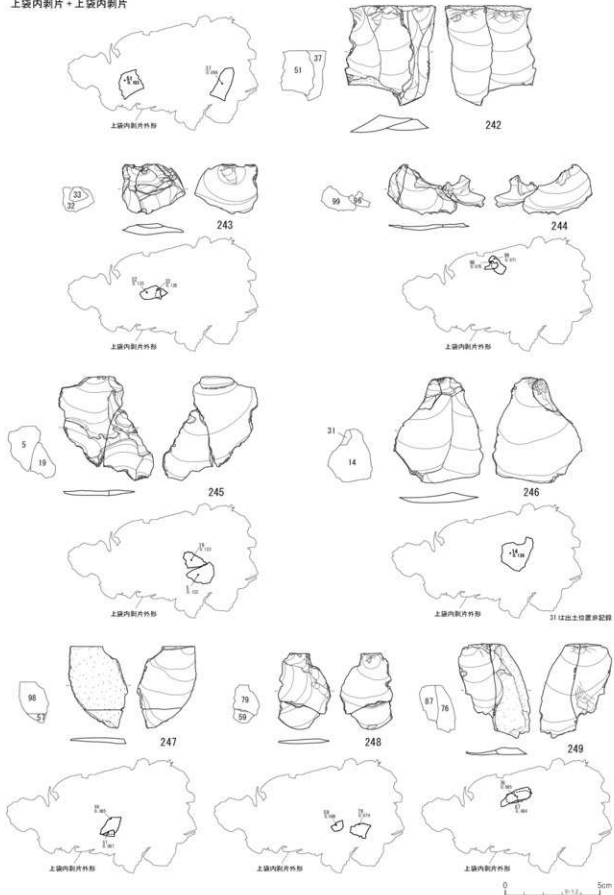 上袋内剥片+上袋内剥片
51
37
242
上袋内剥片外形
33
32
243
上袋内剥片外形
99
96
244
上袋内剥片外形
5
19
245
上袋内剥片外形
31
14
246
上袋内剥片外形
31は出土位置非記録
98
57
247
上袋内剥片外形
79
59
248
上袋内剥片外形
87
76
249
上袋内剥片外形
0
5cm